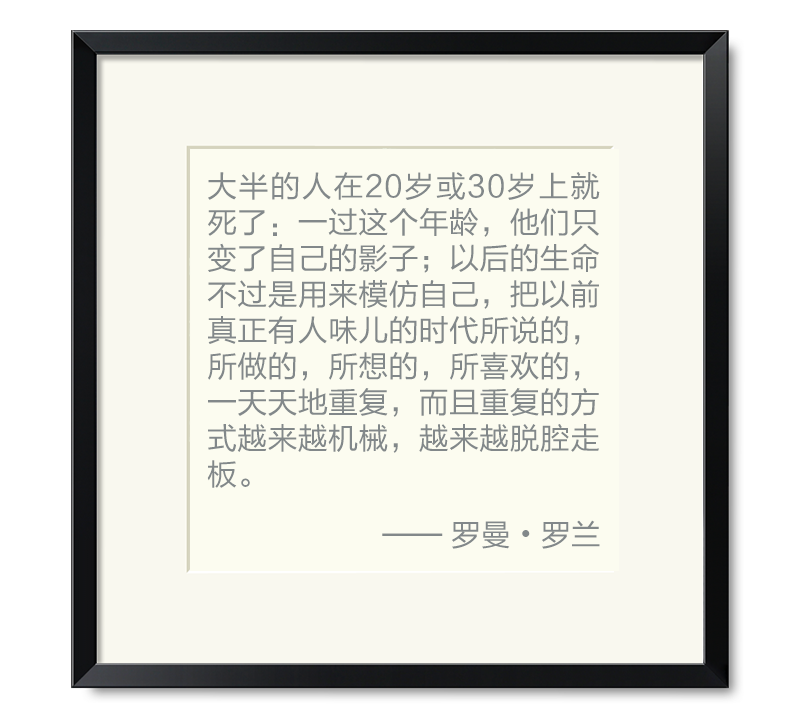 大半的人在20岁或30岁上就
死了：一过这个年龄，他们只
变了自己的影子；以后的生命
不过是用来模仿自己，把以前
真正有人味儿的时代所说的，
所做的，所想的，所喜欢的，
一天天地重复，而且重复的方
式越来越机械，越来越脱腔走
板。
—— 罗曼·罗兰